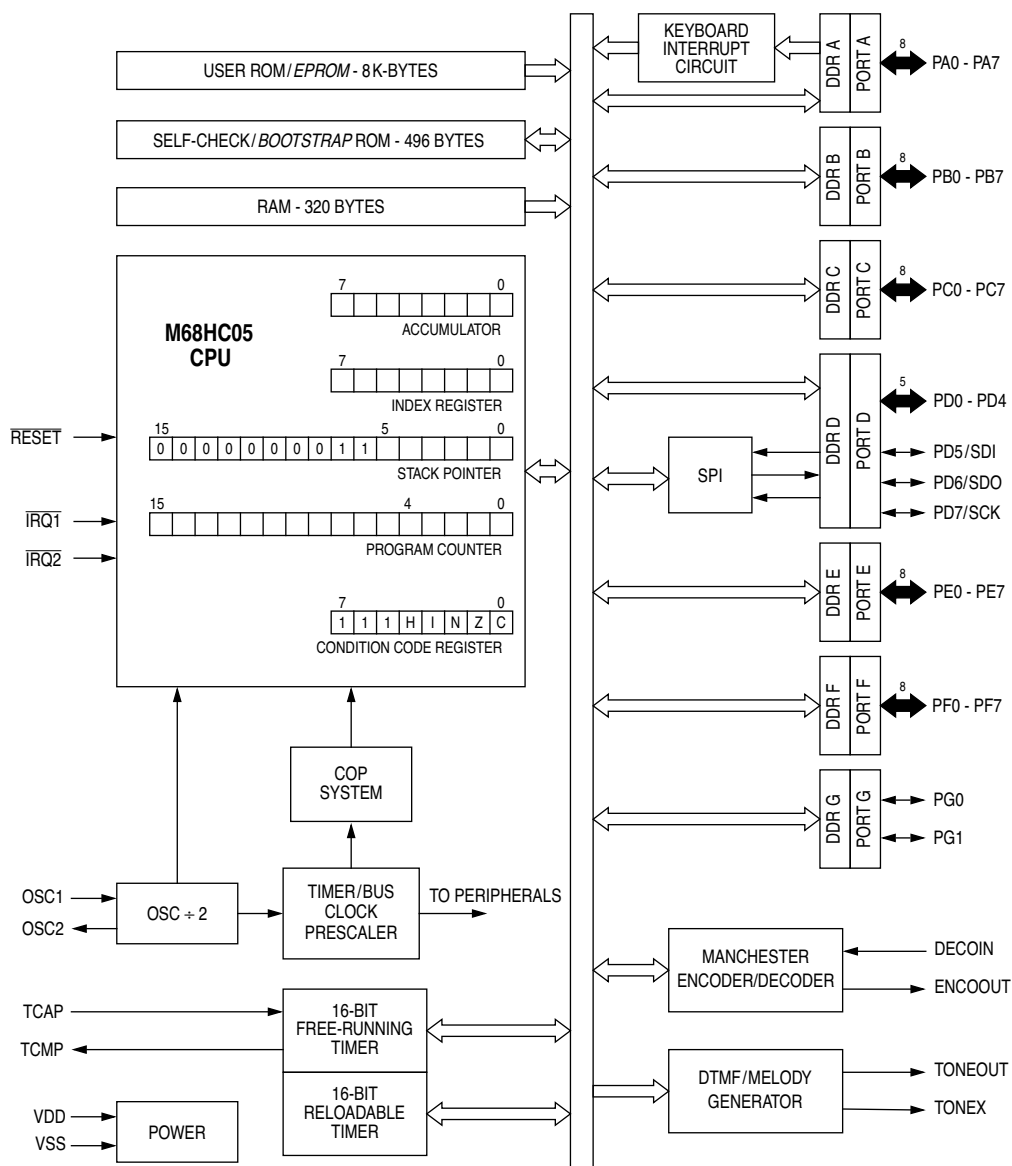 USER ROM/EPROM - 8K-BYTES
SELF-CHECK/BOOTSTRAP ROM - 496 BYTES
RAM - 320 BYTES
M68HC05
CPU
7 0
ACCUMULATOR
7 0
INDEX REGISTER
15 5 0
0 0 0 0 0 0 0 0 1 1
STACK POINTER
15 4 0
PROGRAM COUNTER
7 0
1 1 1 H I N Z C
CONDITION CODE REGISTER
RESET
IRQ1
IRQ2
COP
SYSTEM
OSC1
OSC2
OSC ÷ 2
TIMER/BUS
CLOCK
PRESCALER
TO PERIPHERALS
TCAP
TCMP
16-BIT
FREE-RUNNING
TIMER
16-BIT
RELOADABLE
TIMER
VDD
VSS
POWER
KEYBOARD
INTERRUPT
CIRCUIT
DDR A
PORT A
8
PA0 - PA7
DDR B
PORT B
8
PB0 - PB7
DDR C
PORT C
8
PC0 - PC7
DDR D
PORT D
5
PD0 - PD4
SPI
PD5/SDI
PD6/SDO
PD7/SCK
DDR E
PORT E
8
PE0 - PE7
DDR F
PORT F
8
PF0 - PF7
DDR G
PORT G
PG0
PG1
MANCHESTER
ENCODER/DECODER
DECOIN
ENCOOUT
DTMF/MELODY
GENERATOR
TONEOUT
TONEX